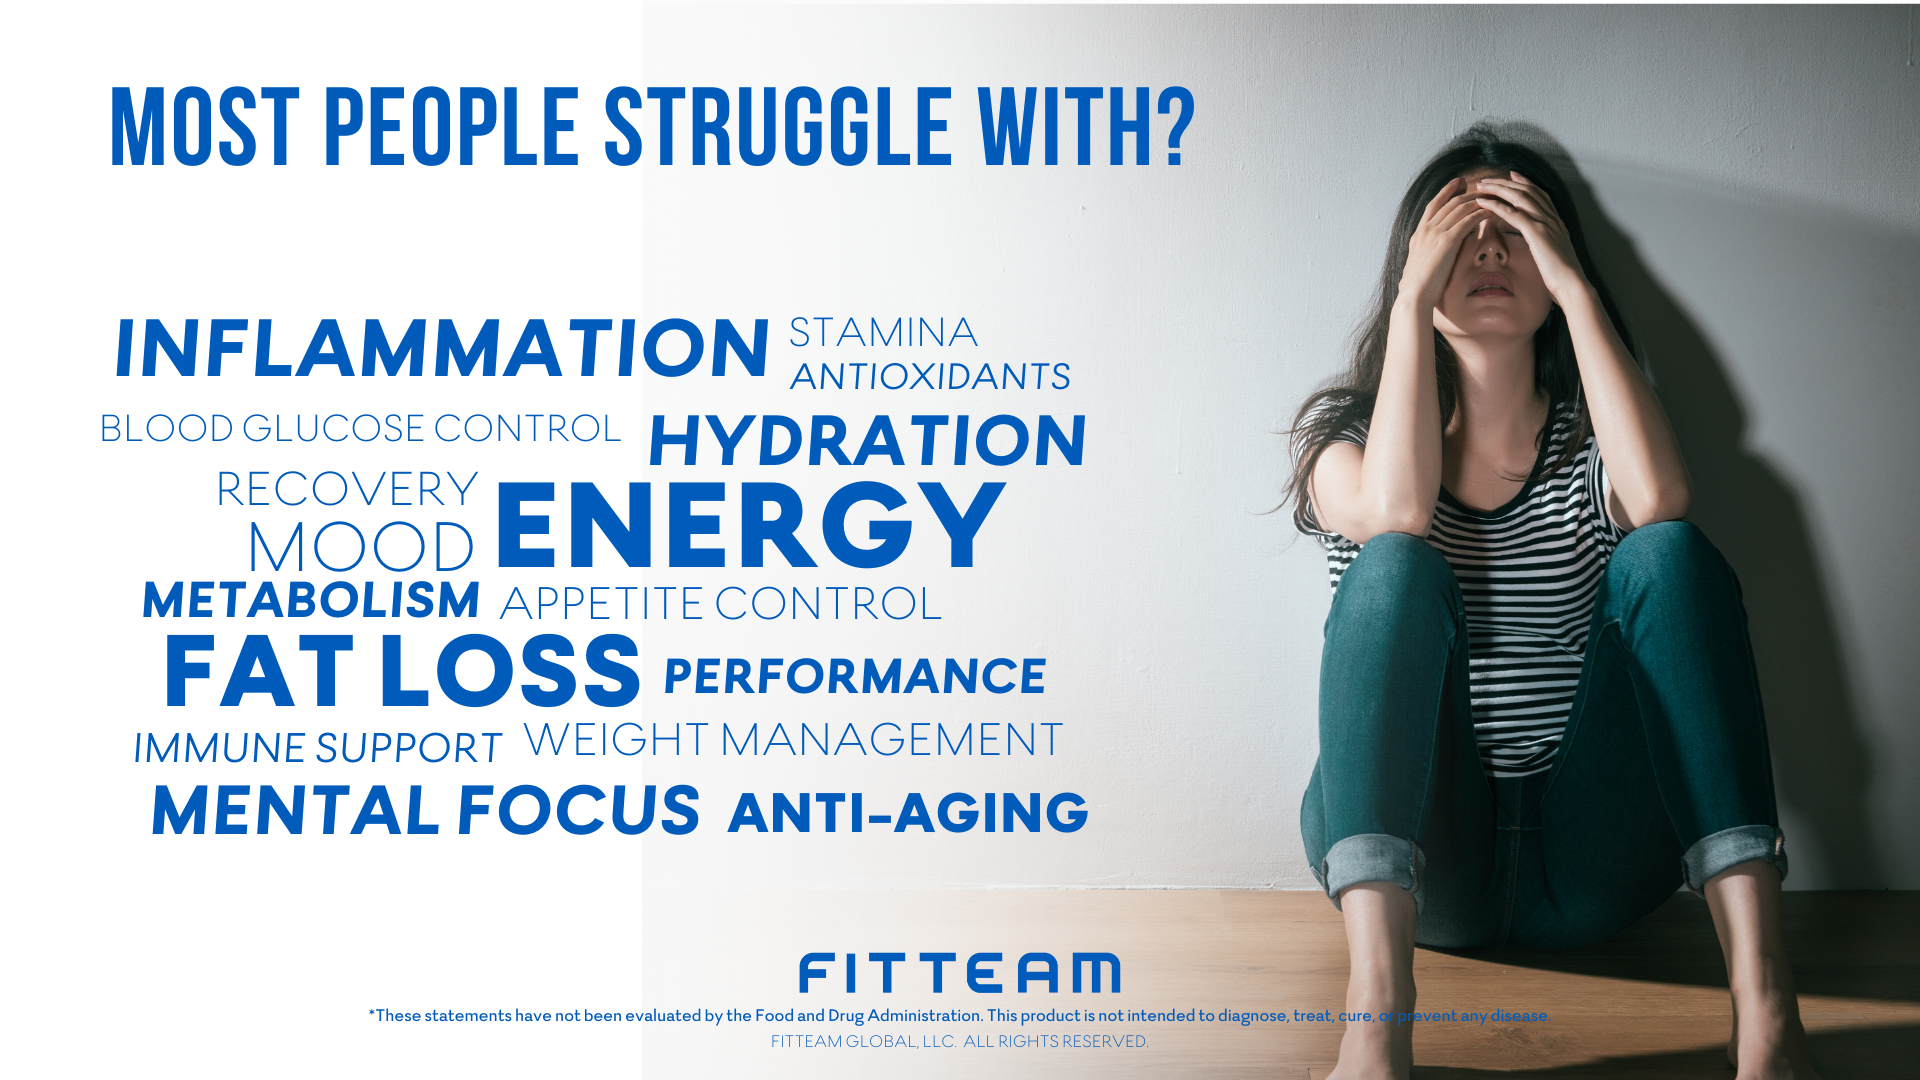 MOST PEOPLE STRUGGLE WITH?
INFLAMMATION STAMINA
ANTIOXIDANTS
BLOOD GLUCOSE CONTROL HYDRATION
RECOVERY
MOOD ENERGY
METABOLISM APPETITE CONTROL
FAT LOSS PERFORMANCE
IMMUNE SUPPORT WEIGHT MANAGEMENT
MENTAL FOCUS ANTI-AGING
FITTEAM
*These statements have not been evaluated by the Food and Drug Administration. This product is not intended to diagnose, treat, cure, or prevent any disease.
FITTEAM GLOBAL, LLC. ALL RIGHTS RESERVED.